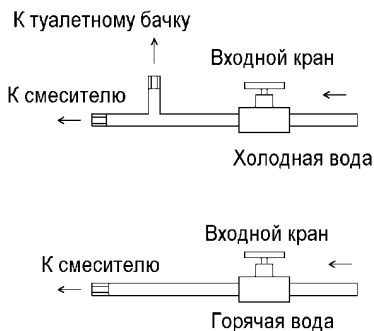 К туалетному бачку
Входной кран
К смесителю
Холодная вода
Входной кран
К смесителю
Горячая вода